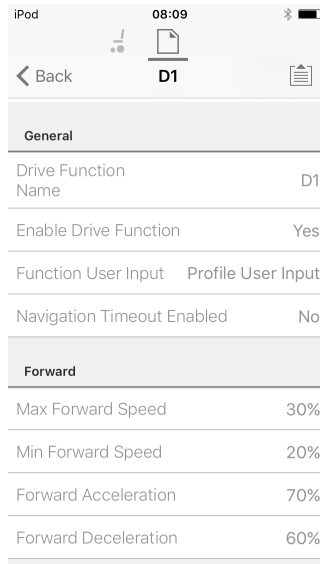 iPod 08:09
Back D1
General
Drive Function
Name D1
Enable Drive Function Yes
Function User Input Profile User Input
Navigation Timeout Enabled No
Forward
Max Forward Speed 30%
Min Forward Speed 20%
Forward Acceleration 70%
Forward Deceleration 60%